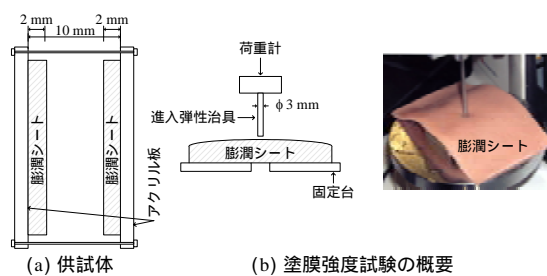 2 mm 2 mm
10 mm
膨潤シート
膨潤シート
アクリル板
(a) 供試体
荷重計
φ3 mm
進入弾性治具
膨潤シート
固定台
膨潤シート
(b) 塗膜強度試験の概要